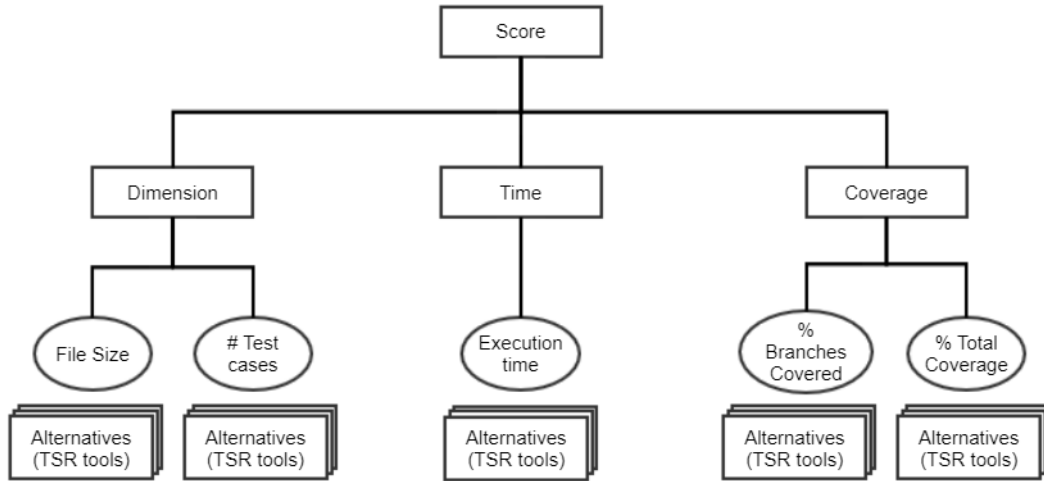 Score
Dimension
Time
Coverage
File Size
# Test
cases
Execution
time
%
Branches
Covered
% Total
Coverage
Alternatives
(TSR tools)
Alternatives
(TSR tools)
Alternatives
(TSR tools)
Alternatives
(TSR tools)
Alternatives
(TSR tools)